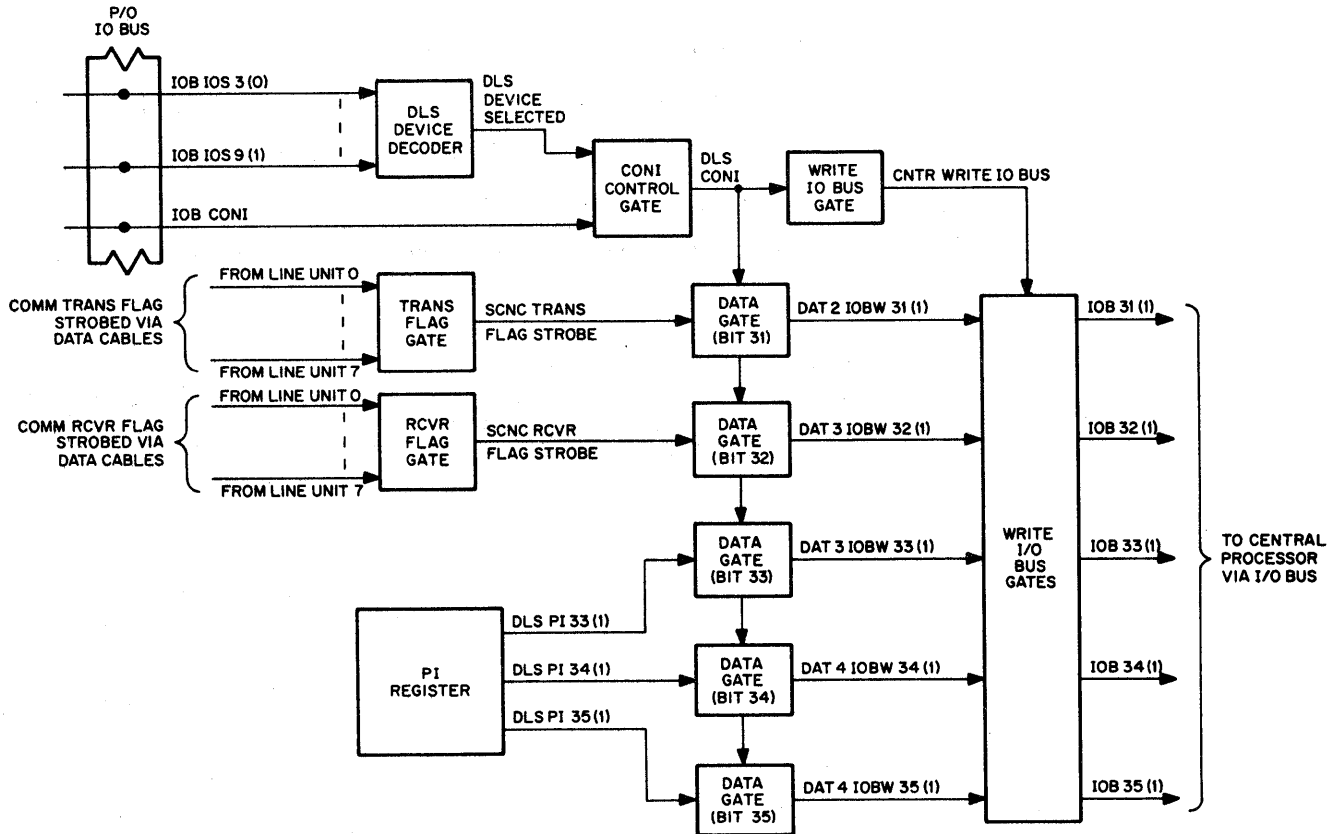 P/O
IO BUS
IOB IOS 3 (0)
IOB IOS 9 (1)
IOB CONI
DLS
DEVICE
DECODER
DLS
DEVICE
SELECTED
CONI
CONTROL
GATE
DLS
CONI
WRITE
IO BUS
GATE
CNTR WRITE IO BUS
COMM TRANS FLAG
STROBED VIA
DATA CABLES
FROM LINE UNIT 0
FROM LINE UNIT 7
TRANS
FLAG
GATE
SCNC TRANS
FLAG STROBE
DATA
GATE
(BIT 31)
DAT 2 IOBW 31 (1)
IOB 31 (1)
COMM RCVR FLAG
STROBED VIA
DATA CABLES
FROM LINE UNIT 0
FROM LINE UNIT 7
RCVR
FLAG
GATE
SCNC RCVR
FLAG STROBE
DATA
GATE
(BIT 32)
DAT 3 IOBW 32 (1)
IOB 32 (1)
DATA
GATE
(BIT 33)
DAT 3 IOBW 33 (1)
IOB 33 (1)
WRITE
I/O
BUS
GATES
TO CENTRAL
PROCESSOR
VIA I/O BUS
PI
REGISTER
DLS PI 33 (1)
DLS PI 34 (1)
DLS PI 35 (1)
DATA
GATE
(BIT 34)
DAT 4 IOBW 34 (1)
IOB 34 (1)
DATA
GATE
(BIT 35)
DAT 4 IOBW 35 (1)
IOB 35 (1)